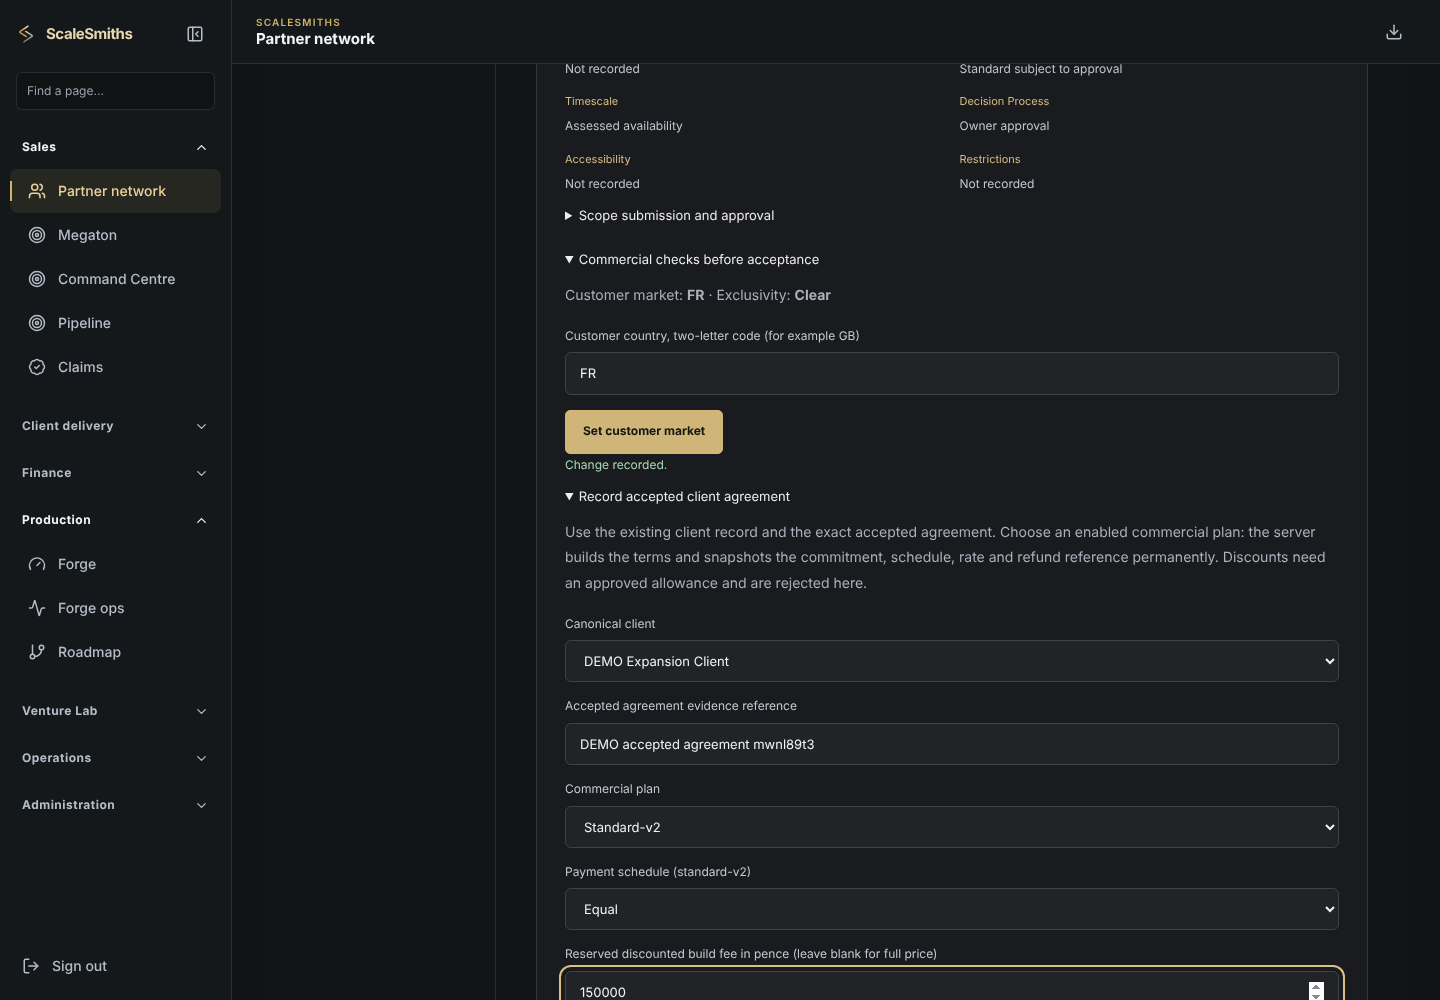 ScaleSmiths
Find a page...
Sales
Partner network
Megaton
Command Centre
Pipeline
Claims
Client delivery
Finance
Production
Forge
Forge ops
Roadmap
Venture Lab
Operations
Administration
Sign out
SCALESMITHS
Partner network
Not recorded
Standard subject to approval
Timescale
Decision Process
Assessed availability
Owner approval
Accessibility
Restrictions
Not recorded
Not recorded
Scope submission and approval
Commercial checks before acceptance
Customer market: FR · Exclusivity: Clear
Customer country, two-letter code (for example GB)
FR
Set customer market
Change recorded.
Record accepted client agreement
Use the existing client record and the exact accepted agreement. Choose an enabled commercial plan: the server
builds the terms and snapshots the commitment, schedule, rate and refund reference permanently. Discounts need
an approved allowance and are rejected here.
Canonical client
DEMO Expansion Client
Accepted agreement evidence reference
DEMO accepted agreement mwnl89t3
Commercial plan
Standard-v2
Payment schedule (standard-v2)
Equal
Reserved discounted build fee in pence (leave blank for full price)
150000